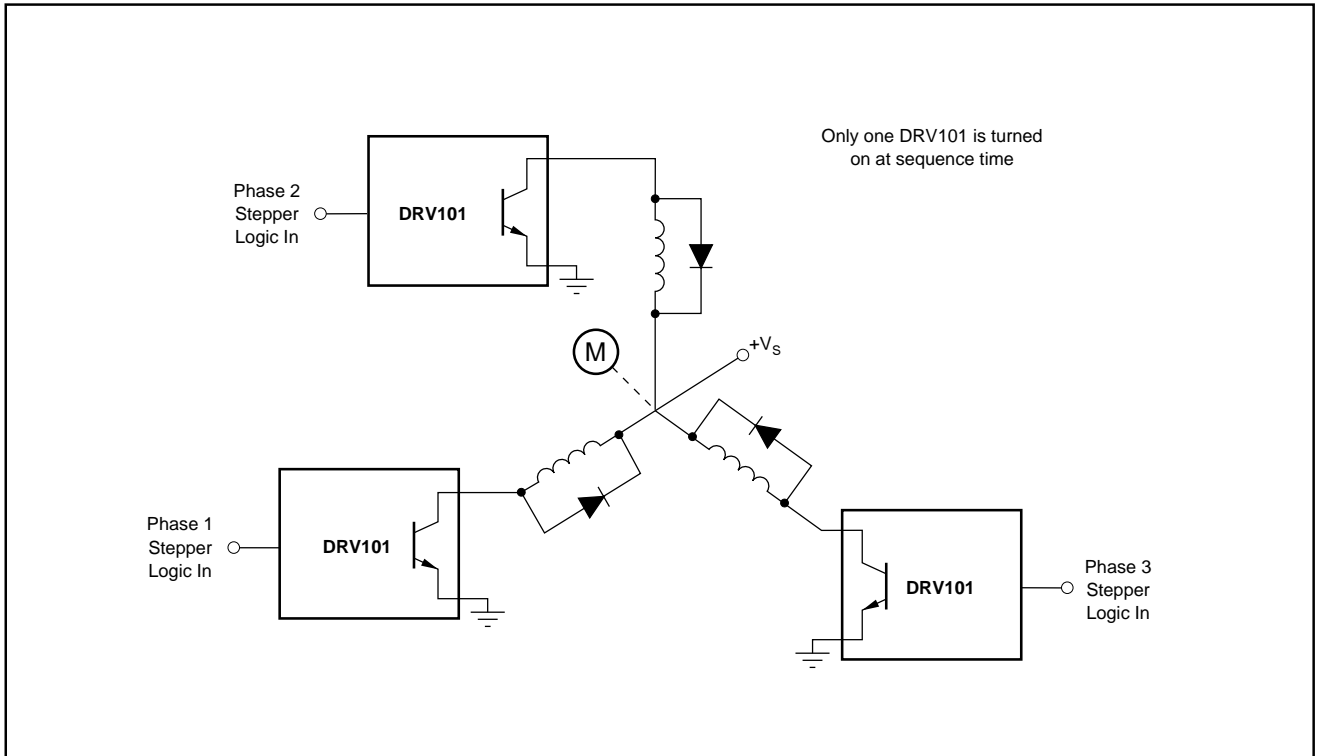 Only one DRV101 is turned
on at sequence time
Phase 2
Stepper
Logic In
DRV101
M
+VS
Phase 1
Stepper
Logic In
DRV101
DRV101
Phase 3
Stepper
Logic In